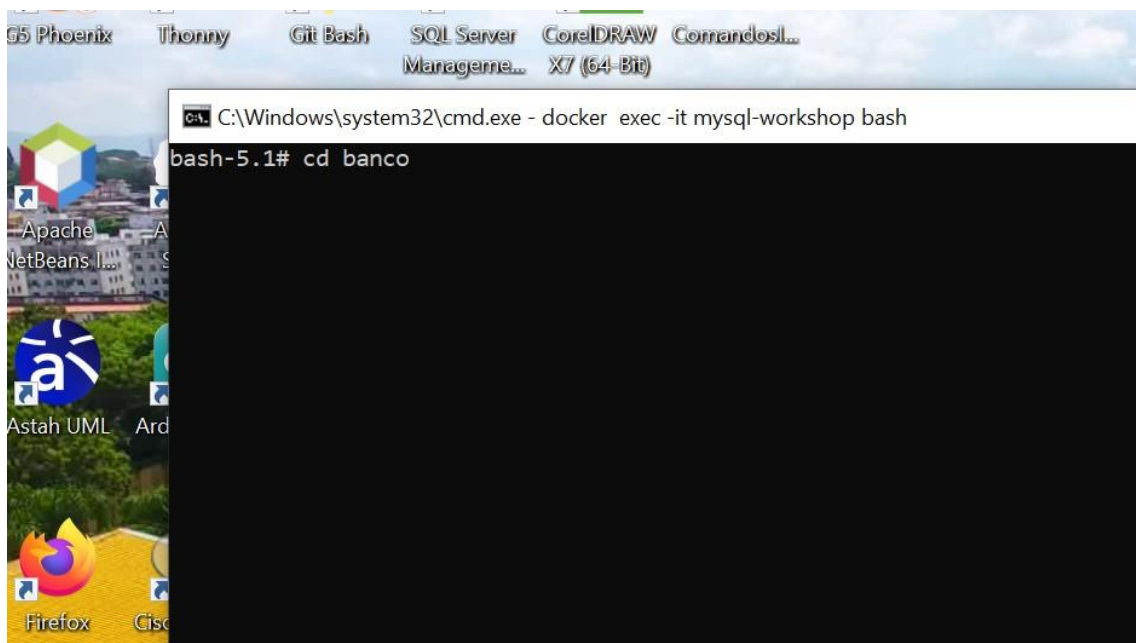 G5 Phoenix
Thonny
Git Bash
SQL Server
Manageme...
CorelDRAW
X7 (64-Bit)
ComandosL...
C:\Windows\system32\cmd.exe - docker  exec -it mysql-workshop bash
bash-5.1# cd banco
Apache
NetBeans I...
Astah UML
Ard
Firefox
Cisc